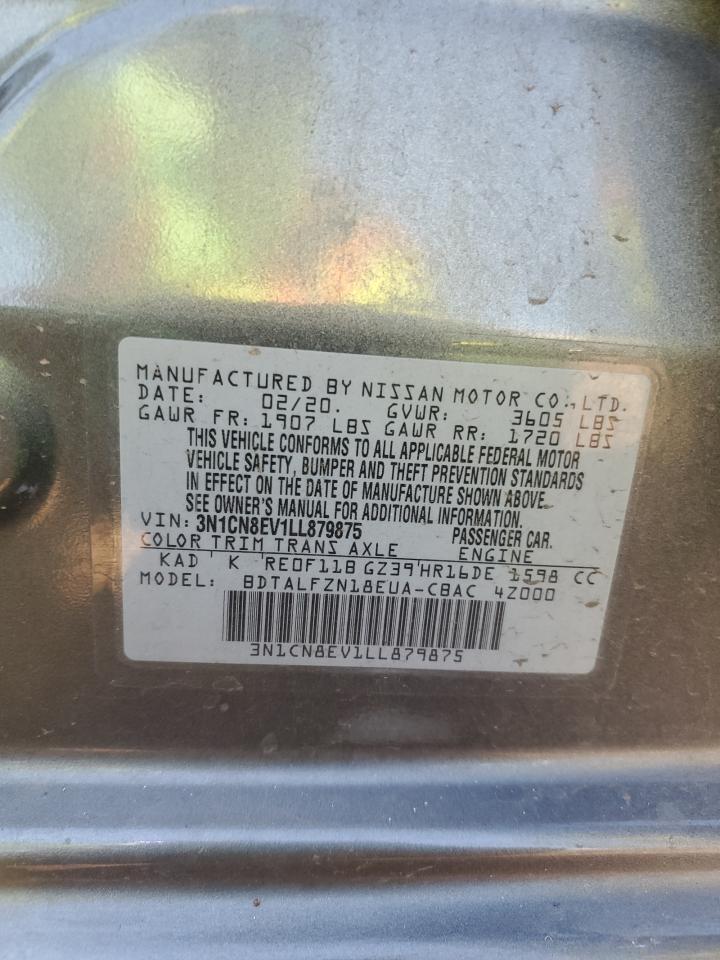 MANUFACTURED BY NISSAN MOTOR CO., LTD.
DATE: 02/20. GVWR: 3605 LBS
GAWR FR: 1907 LBS GAWR RR: 1720 LBS
THIS VEHICLE CONFORMS TO ALL APPLICABLE FEDERAL MOTOR
VEHICLE SAFETY, BUMPER AND THEFT PREVENTION STANDARDS
IN EFFECT ON THE DATE OF MANUFACTURE SHOWN ABOVE.
SEE OWNER'S MANUAL FOR ADDITIONAL INFORMATION.
VIN: 3N1CN8EV1LL879875 PASSENGER CAR.
COLOR TRIM TRANS AXLE ENGINE
KAD K RE0F11B GZ39 HR16DE 1598 CC
MODEL: BDTALFZN18EUA-CBAC 4Z000
3N1CN8EV1LL879875